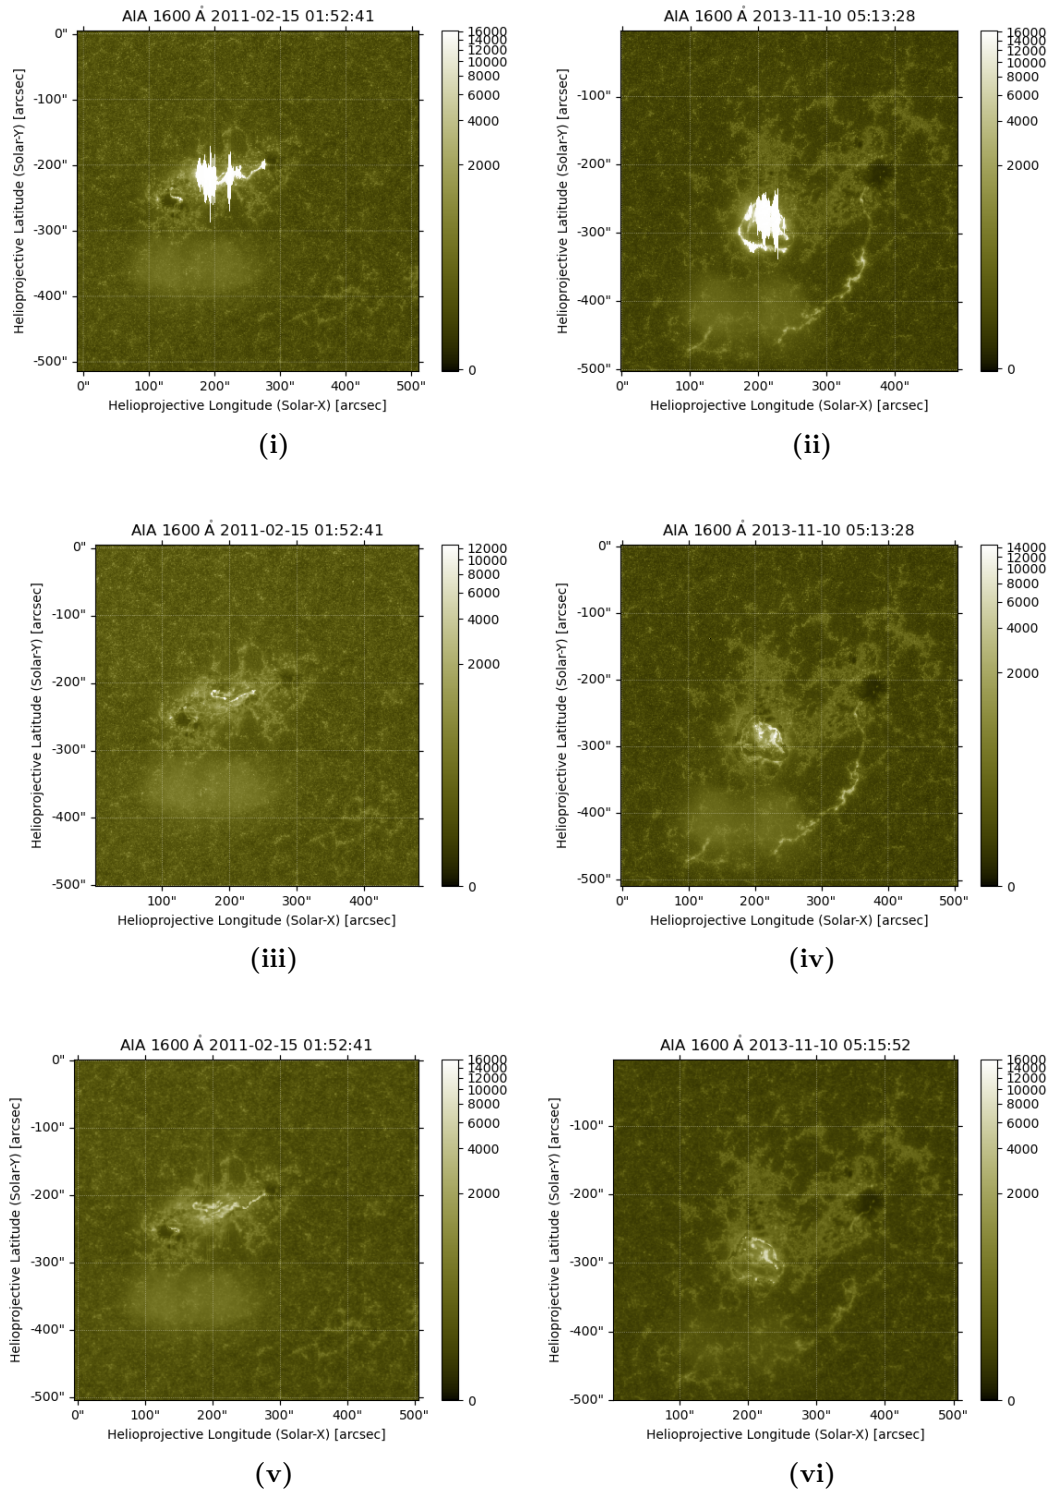 AIA 1600 Å 2011-02-15 01:52:41
Helioprojective Latitude (Solar-Y) [arcsec]
0"
-100"
-200"
-300"
-400"
-500"
0" 100" 200" 300" 400" 500"
Helioprojective Longitude (Solar-X) [arcsec]
16000
14000
12000
10000
8000
6000
4000
2000
0
(i)
AIA 1600 Å 2013-11-10 05:13:28
Helioprojective Latitude (Solar-Y) [arcsec]
-100"
-200"
-300"
-400"
-500"
100" 200" 300" 400"
Helioprojective Longitude (Solar-X) [arcsec]
16000
14000
12000
10000
8000
6000
4000
2000
0
(ii)
AIA 1600 Å 2011-02-15 01:52:41
Helioprojective Latitude (Solar-Y) [arcsec]
0"
-100"
-200"
-300"
-400"
-500"
100" 200" 300" 400"
Helioprojective Longitude (Solar-X) [arcsec]
12000
10000
8000
6000
4000
2000
0
(iii)
AIA 1600 Å 2013-11-10 05:13:28
Helioprojective Latitude (Solar-Y) [arcsec]
0"
-100"
-200"
-300"
-400"
-500"
0" 100" 200" 300" 400" 500"
Helioprojective Longitude (Solar-X) [arcsec]
14000
12000
10000
8000
6000
4000
2000
0
(iv)
AIA 1600 Å 2011-02-15 01:52:41
Helioprojective Latitude (Solar-Y) [arcsec]
0"
-100"
-200"
-300"
-400"
-500"
0" 100" 200" 300" 400" 500"
Helioprojective Longitude (Solar-X) [arcsec]
16000
14000
12000
10000
8000
6000
4000
2000
0
(v)
AIA 1600 Å 2013-11-10 05:15:52
Helioprojective Latitude (Solar-Y) [arcsec]
-100"
-200"
-300"
-400"
-500"
100" 200" 300" 400" 500"
Helioprojective Longitude (Solar-X) [arcsec]
16000
14000
12000
10000
8000
6000
4000
2000
0
(vi)